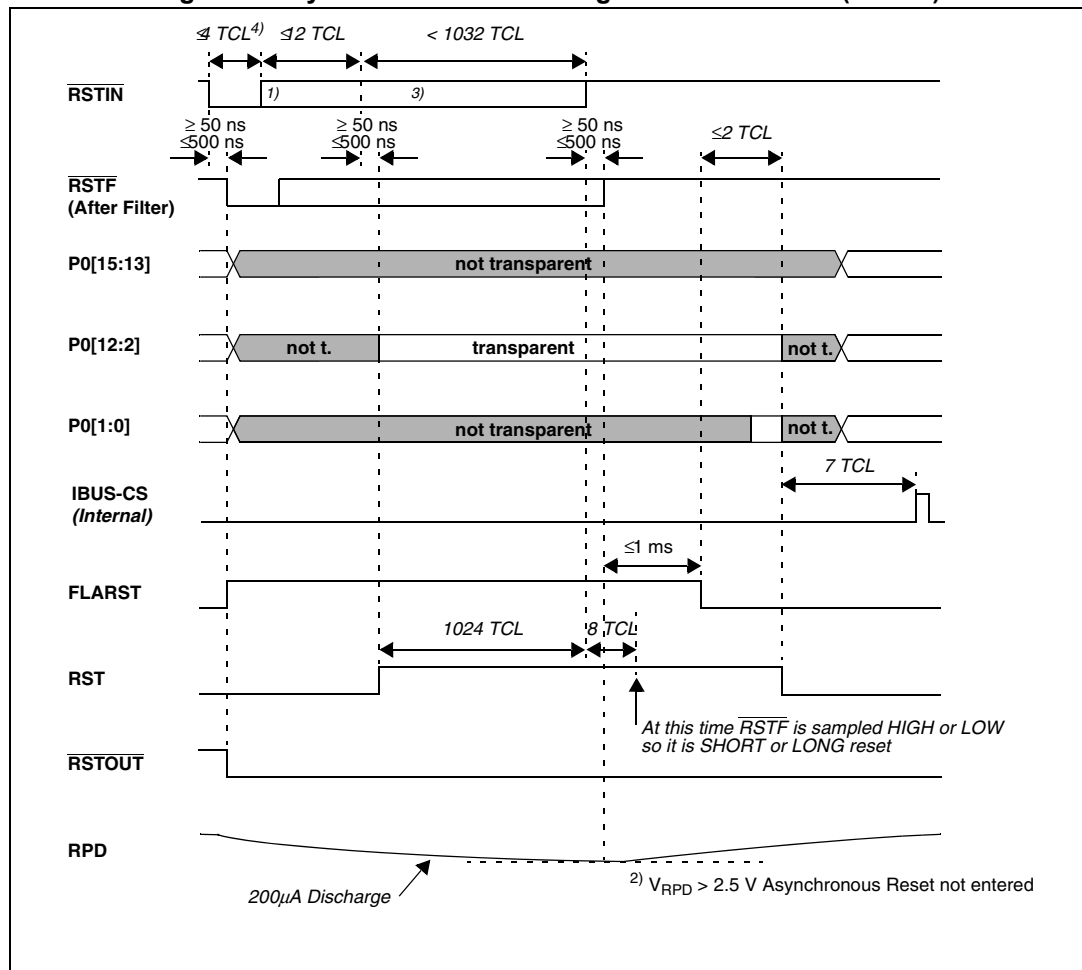 ≤4 TCL4) ≤12 TCL < 1032 TCL
RSTIN
1) 3)
≥ 50 ns ≥ 50 ns ≥ 50 ns
≤500 ns ≤500 ns ≤500 ns
≤2 TCL
RSTF
(After Filter)
P0[15:13] not transparent
P0[12:2] not t. transparent not t.
P0[1:0] not transparent not t.
7 TCL
IBUS-CS
(Internal)
≤1 ms
FLARST
1024 TCL 8 TCL
RST
At this time RSTF is sampled HIGH or LOW
so it is SHORT or LONG reset
RSTOUT
RPD
200µA Discharge
2) VRPD > 2.5 V Asynchronous Reset not entered